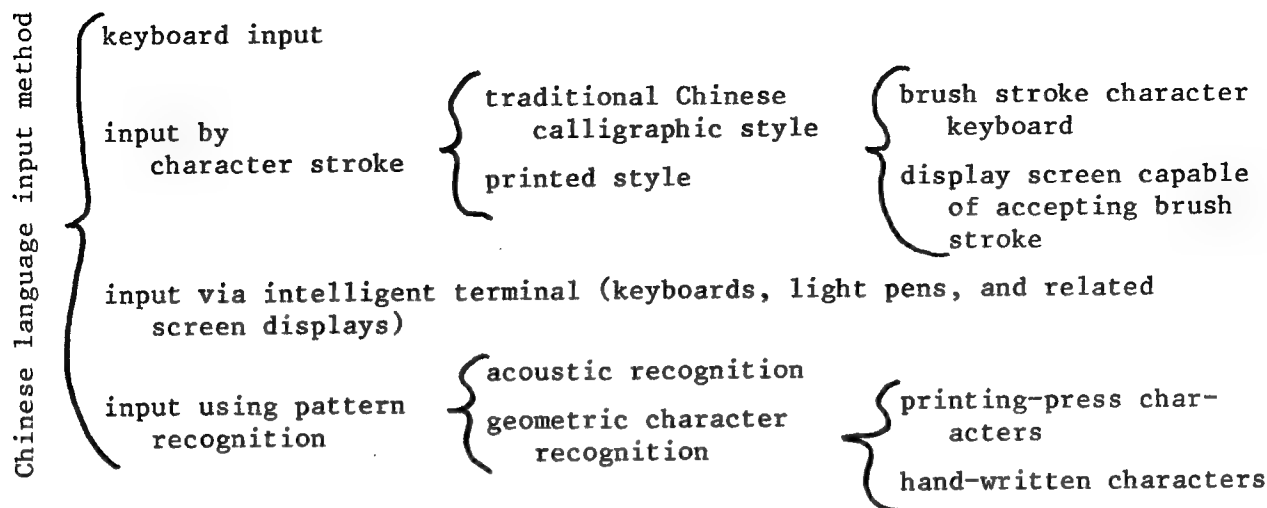 Chinese language input method
keyboard input
input by
character stroke
traditional Chinese
calligraphic style
printed style
brush stroke character
keyboard
display screen capable
of accepting brush
stroke
input via intelligent terminal (keyboards, light pens, and related
screen displays)
input using pattern
recognition
acoustic recognition
geometric character
recognition
printing-press char-
acters
hand-written characters